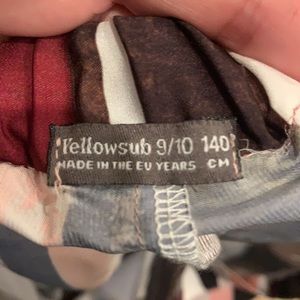 Yellowsub 9/10 140
MADE IN THE EU YEARS CM